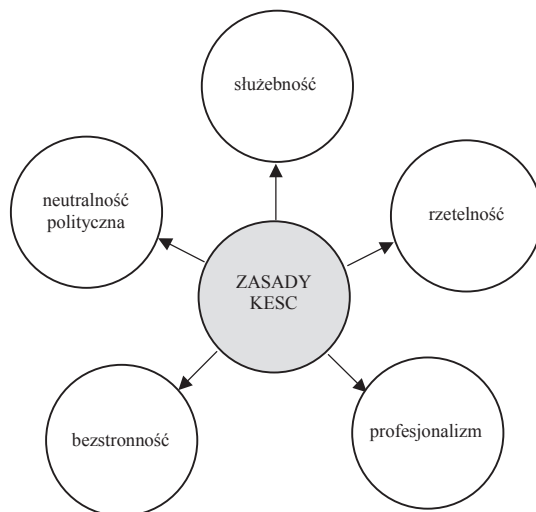 służebność
neutralność
polityczna
rzetelność
ZASADY
KESC
bezstronność
profesjonalizm